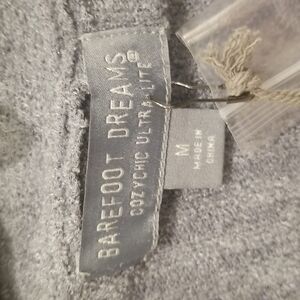 BAREFOOT DREAMS®
COZYCHIC ULTRA LITE
M
MADE IN
CHINA